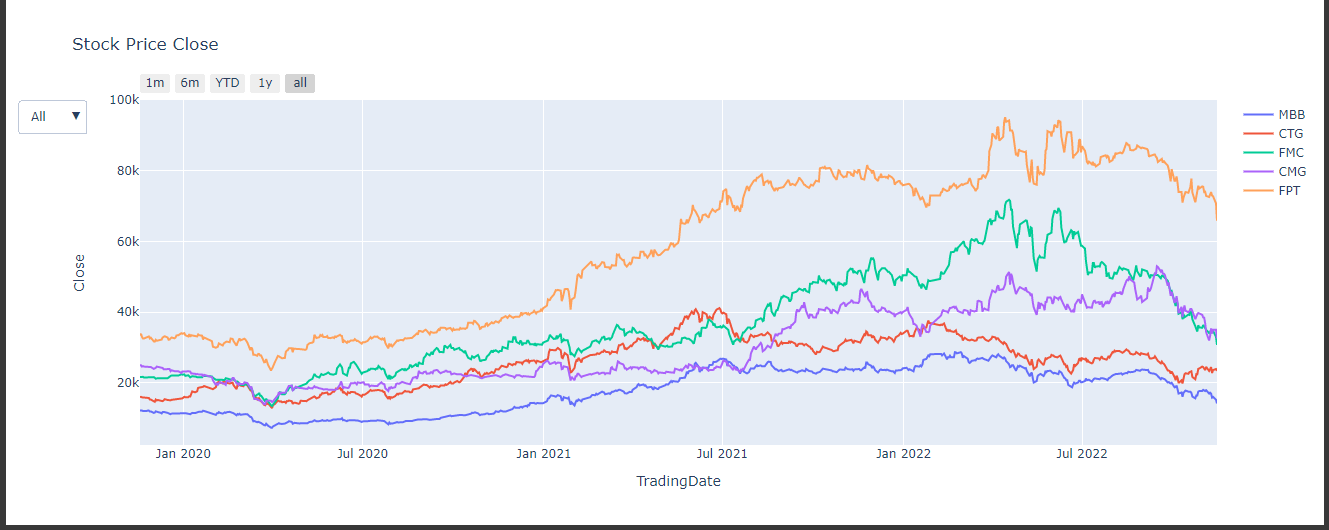 Stock Price Close
1m 6m YTD 1y all
All ▼
100k
80k
60k
40k
20k
Close
Jan 2020 Jul 2020 Jan 2021 Jul 2021 Jan 2022 Jul 2022
TradingDate
MBB
CTG
FMC
CMG
FPT